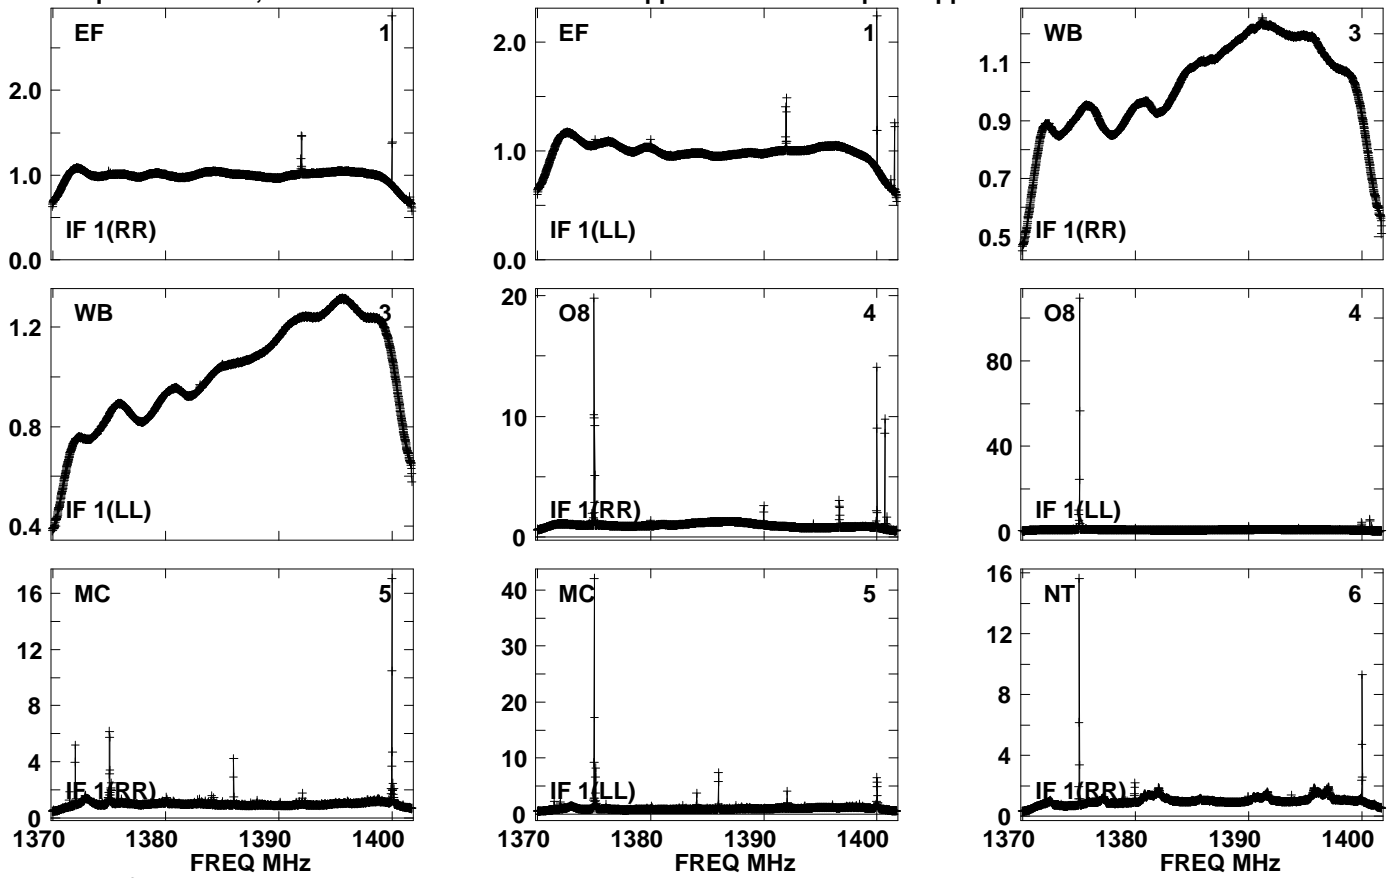 EF 1
2.0
1.0
0.0
IF 1(RR)
EF 1
2.0
1.0
0.0
IF 1(LL)
WB 3
1.1
0.9
0.7
0.5
IF 1(RR)
WB 3
1.2
0.8
0.4
IF 1(LL)
O8 4
20
10
0
IF 1(RR)
O8 4
80
40
0
IF 1(LL)
MC 5
16
12
8
4
0
IF 1(RR)
1370 1380 1390 1400
FREQ MHz
MC 5
40
30
20
10
0
IF 1(LL)
1370 1380 1390 1400
FREQ MHz
NT 6
16
12
8
4
0
IF 1(RR)
1370 1380 1390 1400
FREQ MHz